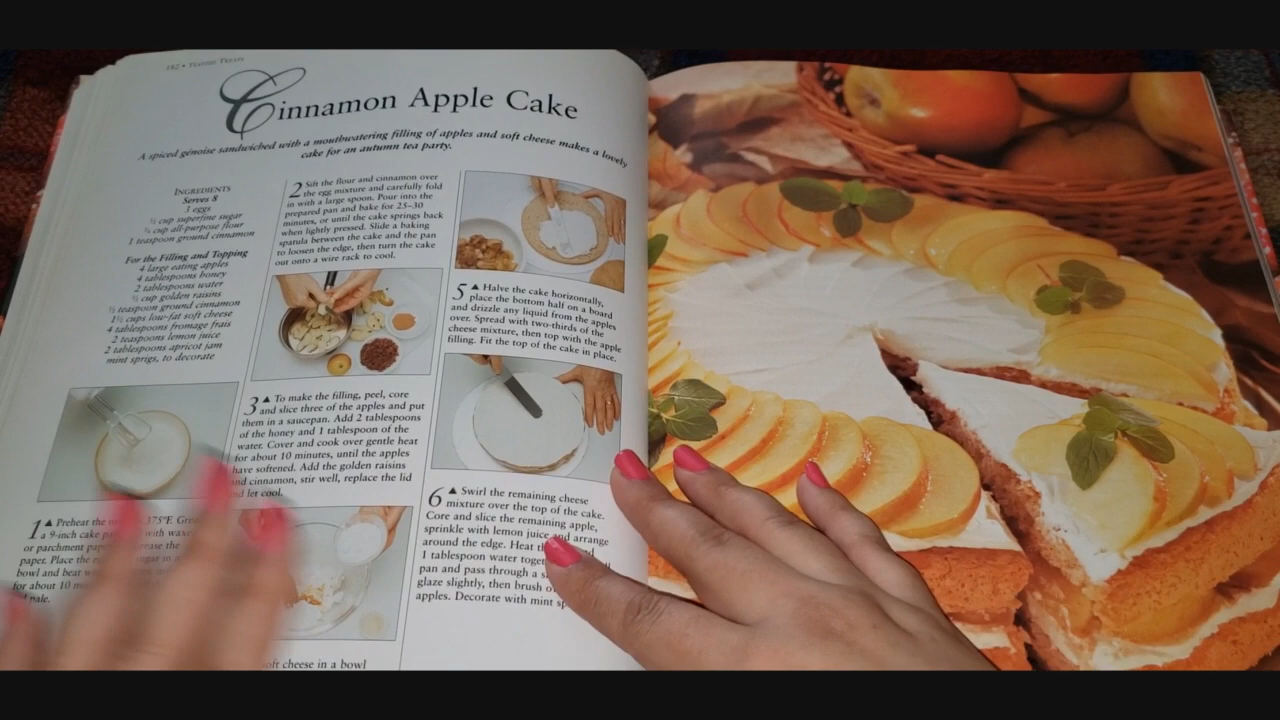 182 • Teatime Treats
Cinnamon Apple Cake
A spiced génoise sandwiched with a mouthwatering filling of apples and soft cheese makes a lovely
cake for an autumn tea party.
INGREDIENTS
Serves 8
3 eggs
½ cup superfine sugar
¾ cup all-purpose flour
1 teaspoon ground cinnamon
For the Filling and Topping
4 large eating apples
4 tablespoons honey
2 tablespoons water
½ cup golden raisins
½ teaspoon ground cinnamon
1½ cups low-fat soft cheese
4 tablespoons fromage frais
2 teaspoons lemon juice
2 tablespoons apricot jam
mint sprigs, to decorate
1 ▲ Preheat the 375°F.
a 9-inch cake with
or parchment
paper. Place the
bowl and beat
for about 10
pale.
2 Sift the flour and cinnamon over
the egg mixture and carefully fold
in with a large spoon. Pour into the
prepared pan and bake for 25–30
minutes, or until the cake springs back
when lightly pressed. Slide a baking
spatula between the cake and the pan
to loosen the edge, then turn the cake
out onto a wire rack to cool.
3 ▲ To make the filling, peel, core
and slice three of the apples and put
them in a saucepan. Add 2 tablespoons
of the honey and 1 tablespoon of the
water. Cover and cook over gentle heat
for about 10 minutes, until the apples
have softened. Add the golden raisins
and cinnamon, stir well, replace the lid
and let cool.
soft cheese in a bowl
5 ▲ Halve the cake horizontally,
place the bottom half on a board
and drizzle any liquid from the apples
over. Spread with two-thirds of the
cheese mixture, then top with the apple
filling. Fit the top of the cake in place.
6 ▲ Swirl the remaining cheese
mixture over the top of the cake.
Core and slice the remaining apple,
sprinkle with lemon juice and arrange
around the edge. Heat
1 tablespoon water
pan and pass through a
glaze slightly, then brush
apples. Decorate with mint